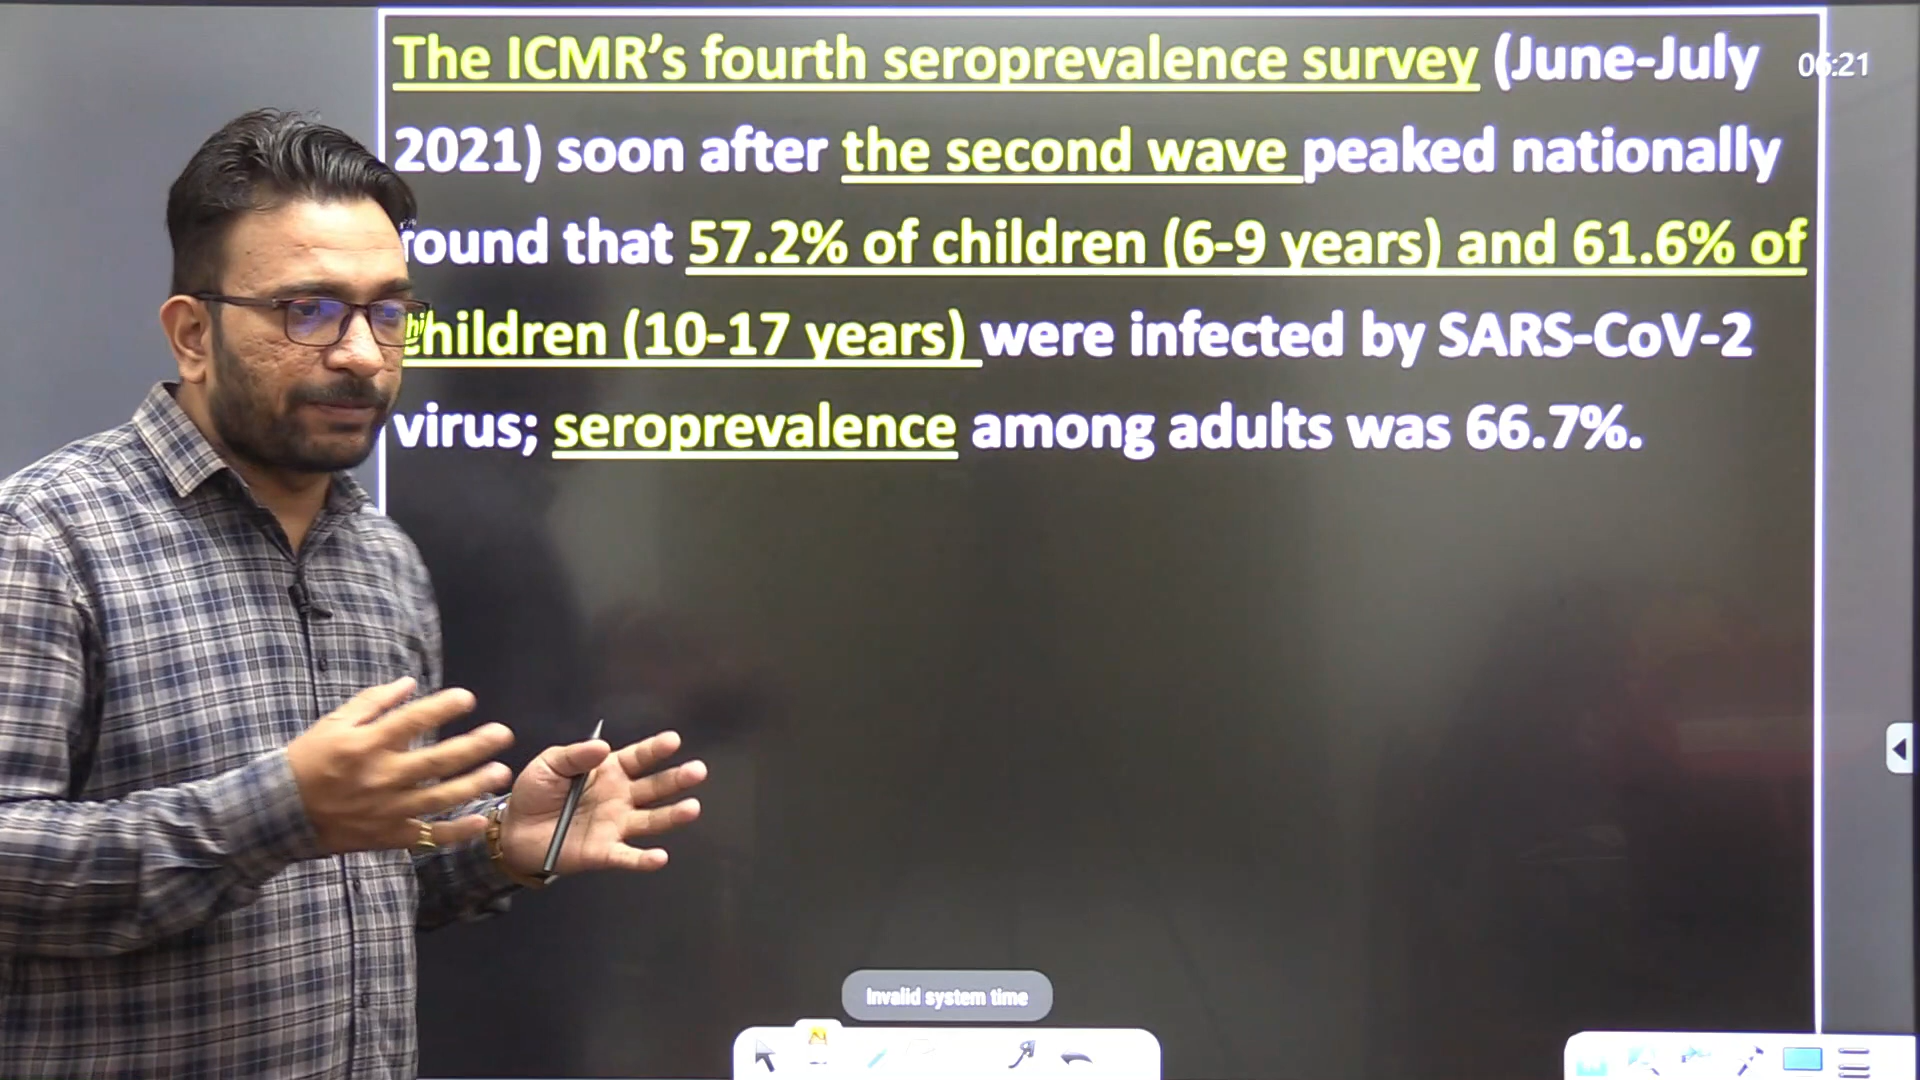 The ICMR's fourth seroprevalence survey (June-July
06:21
2021) soon after the second wave peaked nationally
found that 57.2% of children (6-9 years) and 61.6% of
children (10-17 years) were infected by SARS-CoV-2
virus; seroprevalence among adults was 66.7%.
Invalid system time